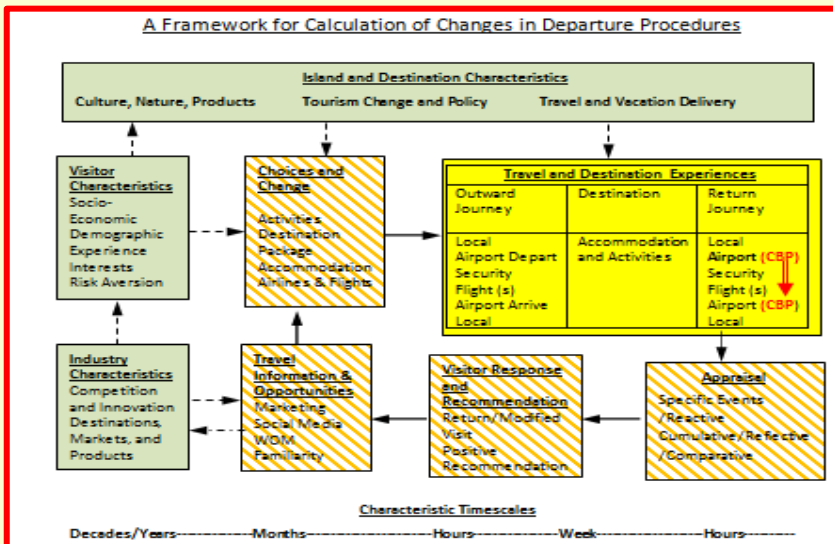 A Framework for Calculation of Changes in Departure Procedures
Island and Destination Characteristics
Culture, Nature, Products Tourism Change and Policy Travel and Vacation Delivery
Visitor
Characteristics
Socio-
Economic
Demographic
Experience
Interests
Risk Aversion
Choices and
Change
Activities
Destination
Package
Accommodation
Airlines & Flights
Travel and Destination Experiences
Outward
Journey
Destination
Return
Journey
Local
Airport Depart
Security
Flight (s)
Airport Arrive
Local
Accommodation
and Activities
Local
Airport (CBP)
Security
Flight (s)
Airport (CBP)
Local
Industry
Characteristics
Competition
and Innovation
Destinations,
Markets, and
Products
Travel
Information &
Opportunities
Marketing
Social Media
WOM
Familiarity
Visitor Response
and
Recommendation
Return/Modified
Visit
Positive
Recommendation
Appraisal
Specific Events
/Reactive
Cumulative/Reflective
/Comparative
Characteristic Timescales
Decades/Years-------------Months--------------------Hours----------------Week----------------Hours---------